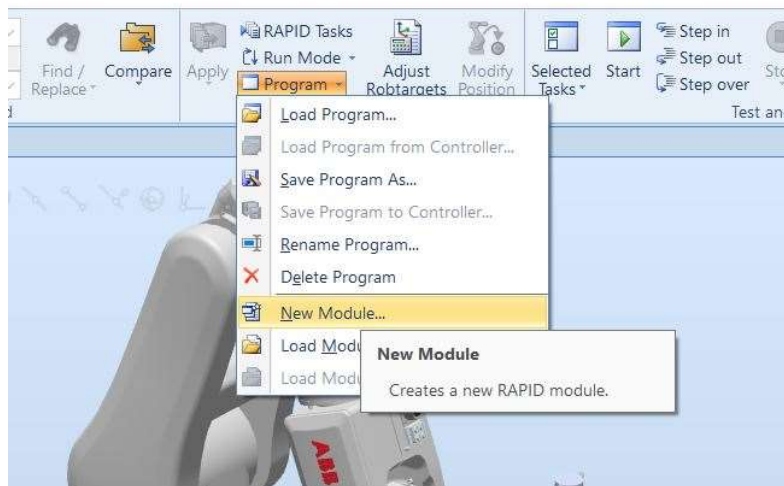 RAPID Tasks
Run Mode
Program
Find /
Replace
Compare
Apply
Adjust
Robtargets
Modify
Position
Selected
Tasks
Start
Step in
Step out
Step over
Test an
Load Program...
Load Program from Controller...
Save Program As...
Save Program to Controller...
Rename Program...
Delete Program
New Module...
Load Modu
Load Modu
New Module
Creates a new RAPID module.
ABB